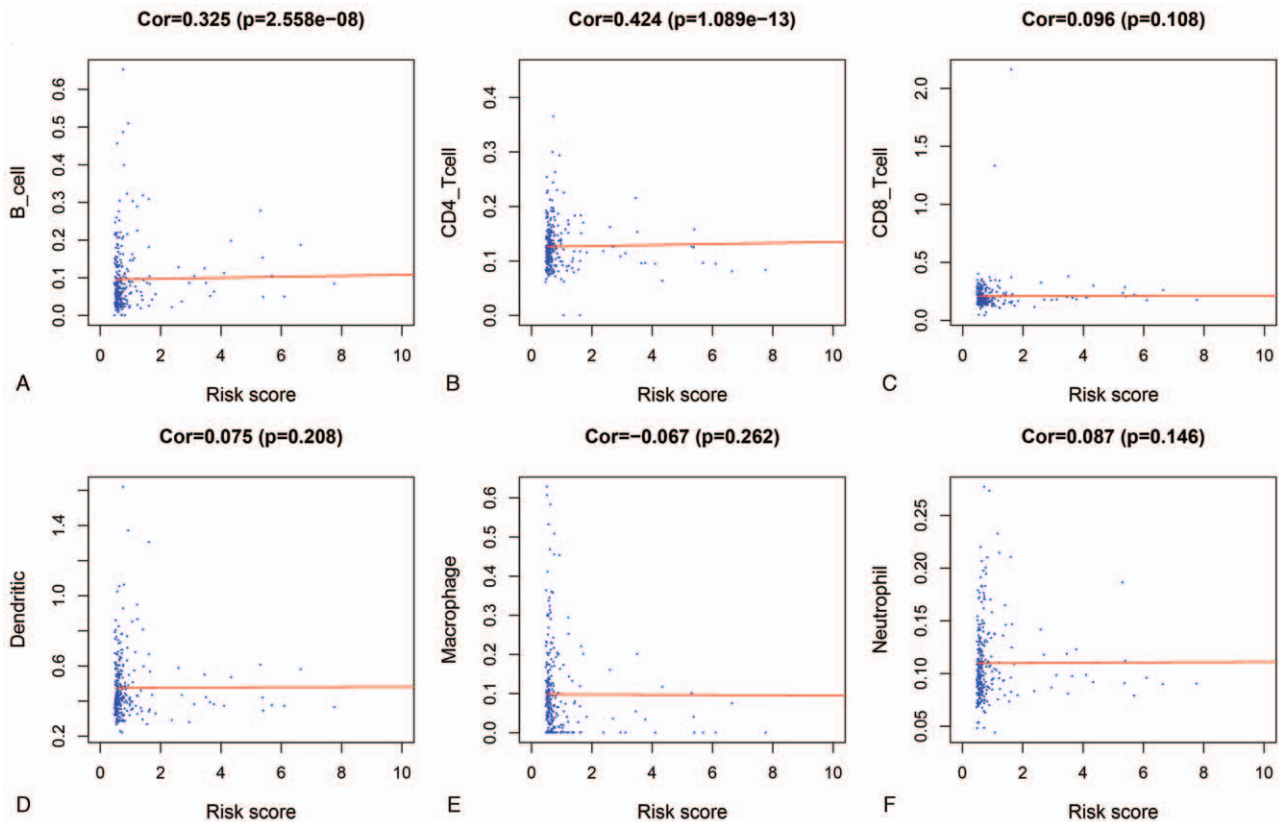 Cor=0.325 (p=2.558e−08)
Cor=0.424 (p=1.089e−13)
Cor=0.096 (p=0.108)
B_cell
0.6
0.5
0.4
0.3
0.2
0.1
0.0
0 2 4 6 8 10
A
Risk score
CD4_Tcell
0.4
0.3
0.2
0.1
0.0
0 2 4 6 8 10
B
Risk score
CD8_Tcell
2.0
1.5
1.0
0.5
0.0
0 2 4 6 8 10
C
Risk score
Cor=0.075 (p=0.208)
Cor=−0.067 (p=0.262)
Cor=0.087 (p=0.146)
Dendritic
1.4
1.0
0.6
0.2
0 2 4 6 8 10
D
Risk score
Macrophage
0.6
0.5
0.4
0.3
0.2
0.1
0.0
0 2 4 6 8 10
E
Risk score
Neutrophil
0.25
0.20
0.15
0.10
0.05
0 2 4 6 8 10
F
Risk score